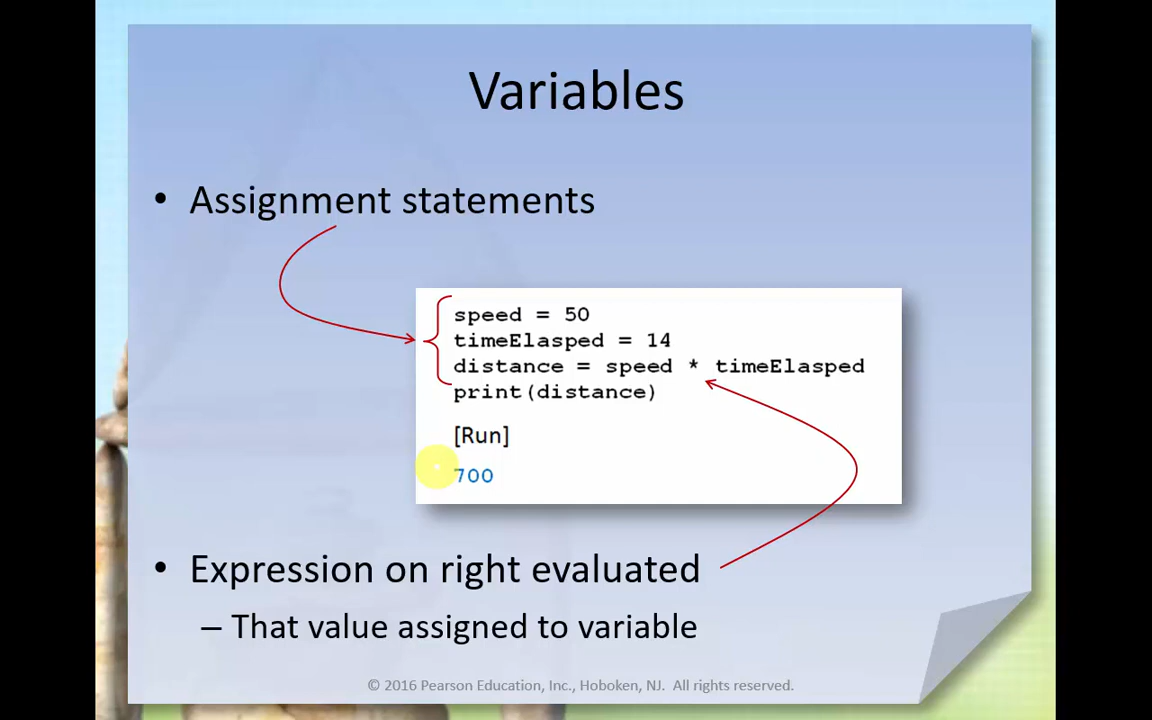 Variables
• Assignment statements
speed = 50
timeElasped = 14
distance = speed * timeElasped
print(distance)
[Run]
700
• Expression on right evaluated
– That value assigned to variable
© 2016 Pearson Education, Inc., Hoboken, NJ. All rights reserved.